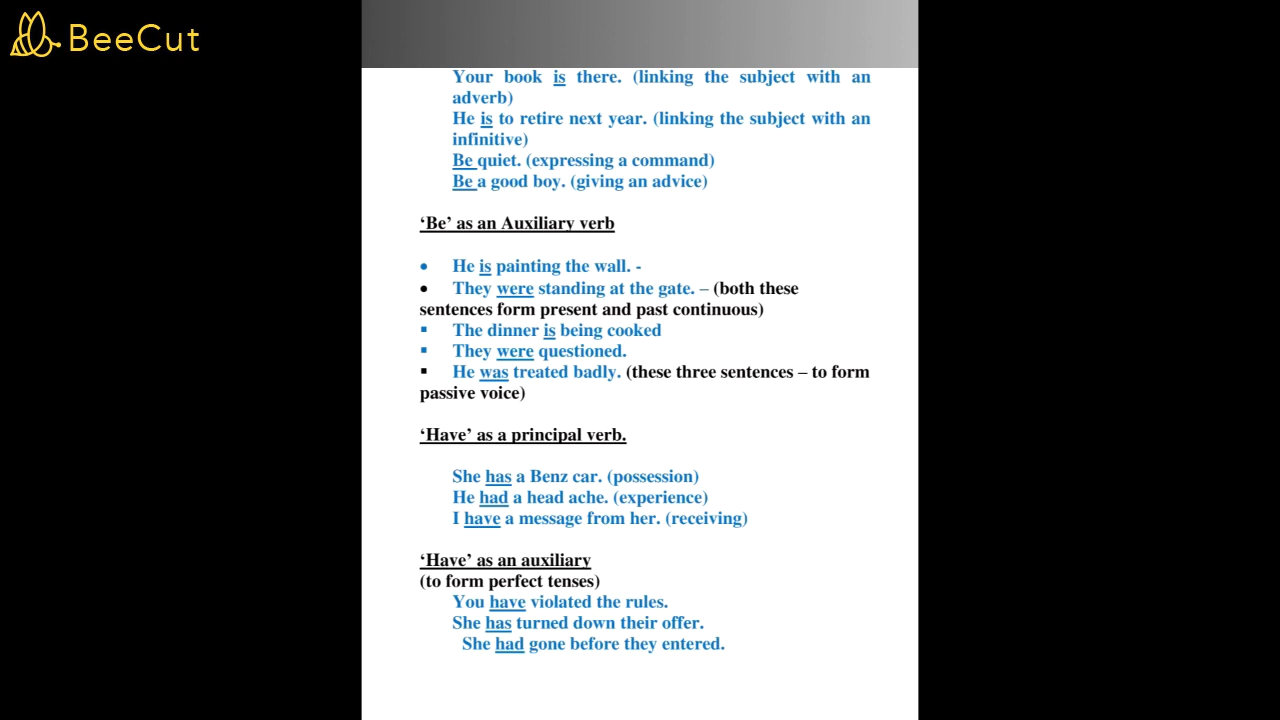 BeeCut
Your book is there. (linking the subject with an
adverb)
He is to retire next year. (linking the subject with an
infinitive)
Be quiet. (expressing a command)
Be a good boy. (giving an advice)
‘Be’ as an Auxiliary verb
• He is painting the wall. -
• They were standing at the gate. – (both these
sentences form present and past continuous)
▪ The dinner is being cooked
▪ They were questioned.
▪ He was treated badly. (these three sentences – to form
passive voice)
‘Have’ as a principal verb.
She has a Benz car. (possession)
He had a head ache. (experience)
I have a message from her. (receiving)
‘Have’ as an auxiliary
(to form perfect tenses)
You have violated the rules.
She has turned down their offer.
She had gone before they entered.